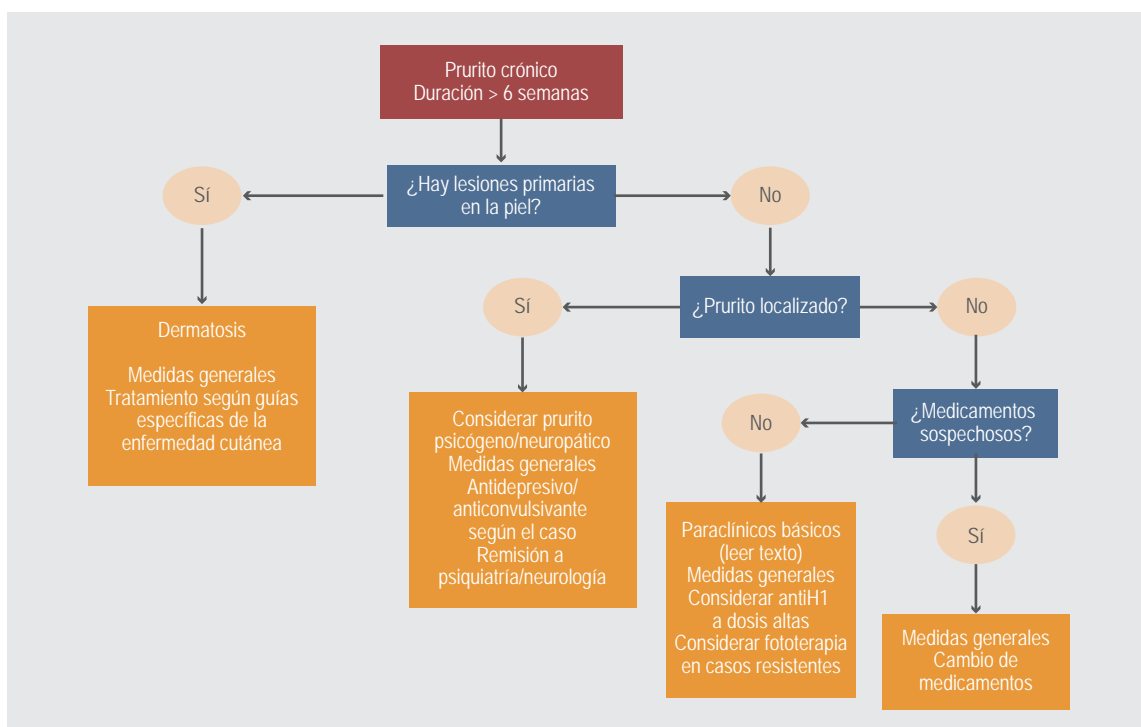 Prurito crónico
Duración > 6 semanas
¿Hay lesiones primarias
en la piel?
Sí
No
¿Prurito localizado?
Sí
No
Dermatosis
Medidas generales
Tratamiento según guías
específicas de la
enfermedad cutánea
Considerar prurito
psicógeno/neuropático
Medidas generales
Antidepresivo/
anticonvulsivante
según el caso
Remisión a
psiquiatría/neurología
¿Medicamentos
sospechosos?
No
Sí
Paraclínicos básicos
(leer texto)
Medidas generales
Considerar antiH1
a dosis altas
Considerar fototerapia
en casos resistentes
Medidas generales
Cambio de
medicamentos